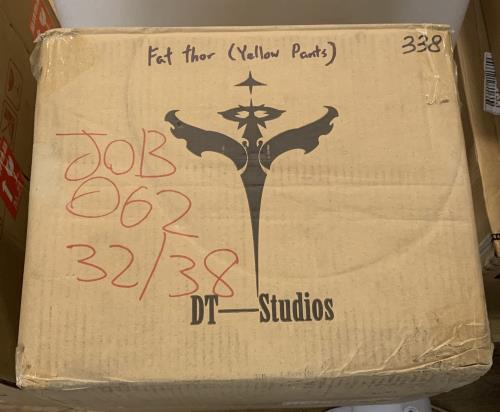 Fat thor (Yellow Pants)
338
JOB
062
32/38
DT—Studios